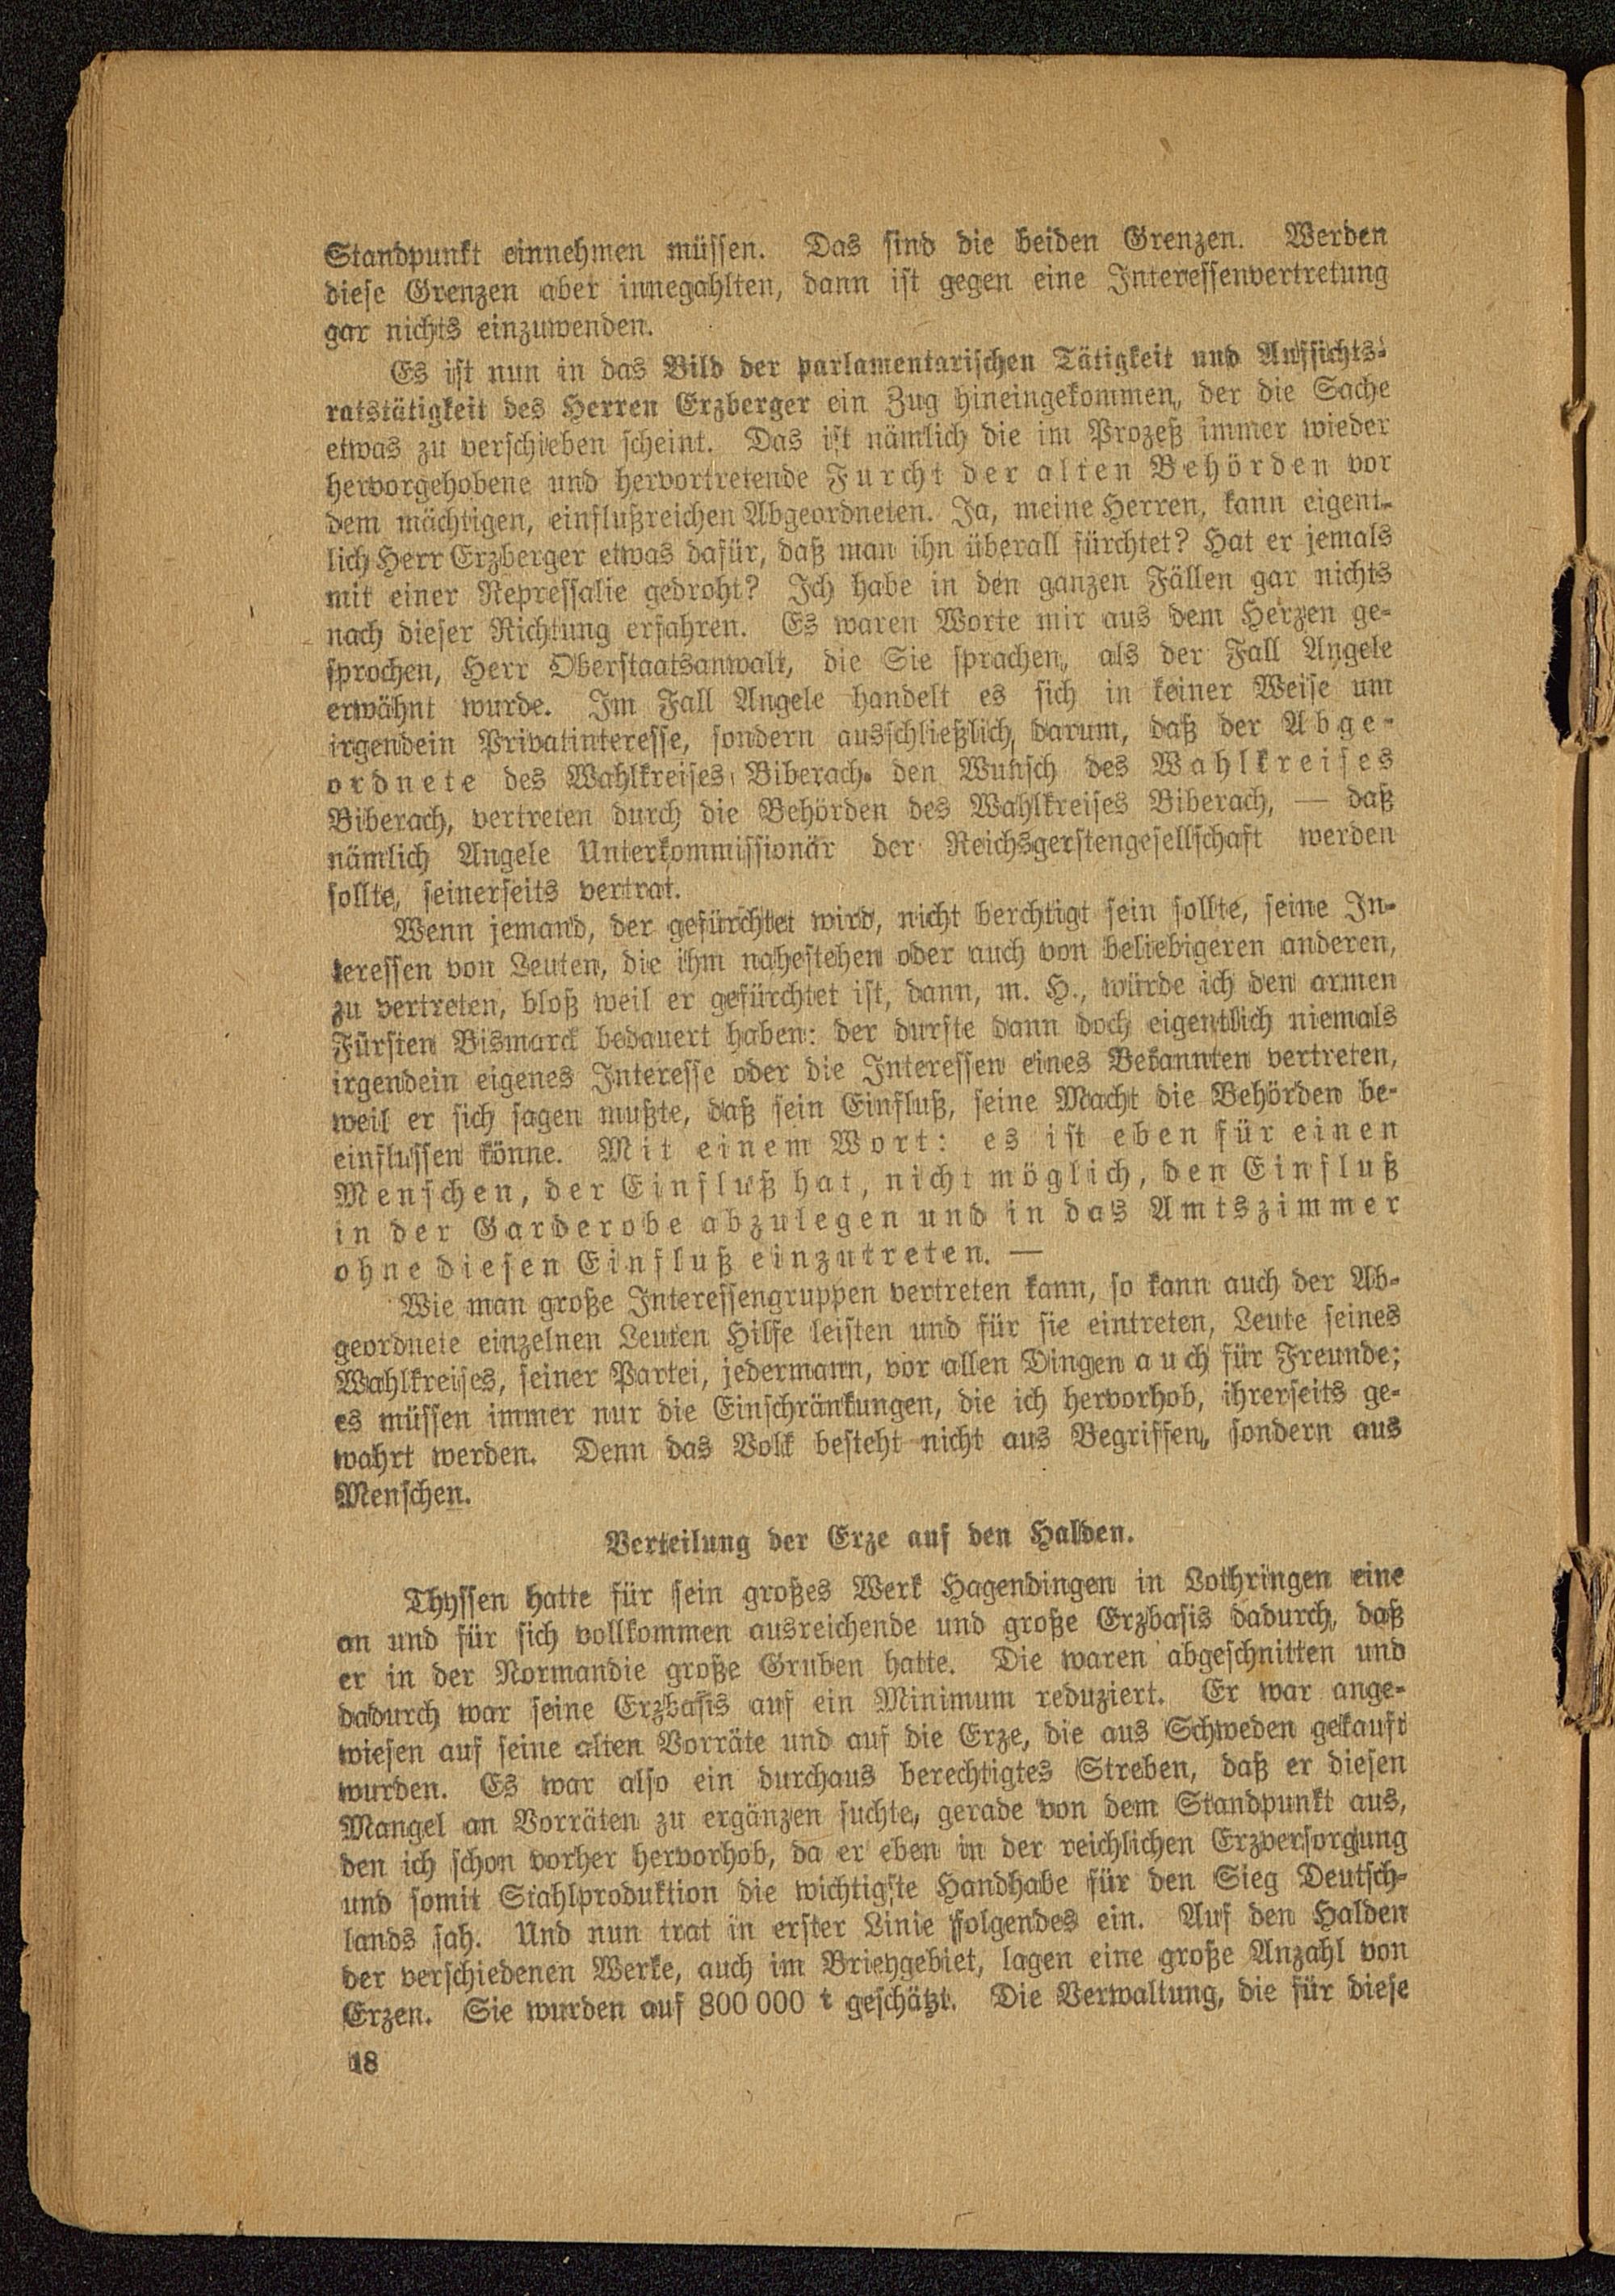 Standpunkt einnehmen müssen. Das sind die beiden Grenzen. Werden
diese Grenzen aber innegahlten, dann ist gegen eine Interessenvertretung
gar nichts einzuwenden.
Es ist nun in das Bild der parlamentarischen Tätigkeit und Aufsichts-
ratstätigkeit des Herren Erzberger ein Zug hineingekommen, der die Sache
etwas zu verschieben scheint. Das ist nämlich die im Prozeß immer wieder
hervorgehobene und hervortretende Furcht der alten Behörden vor
dem mächtigen, einflußreichen Abgeordneten. Ja, meine Herren, kann eigent-
lich Herr Erzberger etwas dafür, daß man ihn überall fürchtet? Hat er jemals
mit einer Repressalie gedroht? Ich habe in den ganzen Fällen gar nichts
nach dieser Richtung erfahren. Es waren Worte mir aus dem Herzen ge-
sprochen, Herr Oberstaatsanwalt, die Sie sprachen, als der Fall Angele
erwähnt wurde. Im Fall Angele handelt es sich in keiner Weise um
irgendein Privatinteresse, sondern ausschließlich darum, daß der Abge-
ordnete des Wahlkreises Biberach den Wunsch des Wahlkreises
Biberach, vertreten durch die Behörden des Wahlkreises Biberach, — daß
nämlich Angele Unterkommissionär der Reichsgerstengesellschaft werden
sollte, seinerseits vertrat.
Wenn jemand, der gefürchtet wird, nicht berchtigt sein sollte, seine In-
teressen von Leuten, die ihm nahestehen oder auch von beliebigeren anderen,
zu vertreten, bloß weil er gefürchtet ist, dann, m. H., würde ich den armen
Fürsten Bismarck bedauert haben: der durfte dann doch eigentlich niemals
irgendein eigenes Interesse oder die Interessen eines Bekannten vertreten,
weil er sich sagen mußte, daß sein Einfluß, seine Macht die Behörden be-
einflussen könne. Mit einem Wort: es ist eben für einen
Menschen, der Einfluß hat, nicht möglich, den Einfluß
in der Garderobe abzulegen und in das Amtszimmer
ohne diesen Einfluß einzutreten. —
Wie man große Interessengruppen vertreten kann, so kann auch der Ab-
geordnete einzelnen Leuten Hilfe leisten und für sie eintreten, Leute seines
Wahlkreises, seiner Partei, jedermann, vor allen Dingen auch für Freunde;
es müssen immer nur die Einschränkungen, die ich hervorhob, ihrerseits ge-
wahrt werden. Denn das Volk besteht nicht aus Begriffen, sondern aus
Menschen.
Verteilung der Erze auf den Halden.
Thyssen hatte für sein großes Werk Hagendingen in Lothringen eine
an und für sich vollkommen ausreichende und große Erzbasis dadurch, daß
er in der Normandie große Gruben hatte. Die waren abgeschnitten und
dadurch war seine Erzbasis auf ein Minimum reduziert. Er war ange-
wiesen auf seine alten Vorräte und auf die Erze, die aus Schweden gekauft
wurden. Es war also ein durchaus berechtigtes Streben, daß er diesen
Mangel an Vorräten zu ergänzen suchte, gerade von dem Standpunkt aus,
den ich schon vorher hervorhob, da er eben in der reichlichen Erzversorgung
und somit Stahlproduktion die wichtigste Handhabe für den Sieg Deutsch-
lands sah. Und nun trat in erster Linie folgendes ein. Auf den Halden
der verschiedenen Werke, auch im Brieygebiet, lagen eine große Anzahl von
Erzen. Sie wurden auf 800 000 t geschätzt. Die Verwaltung, die für diese
18